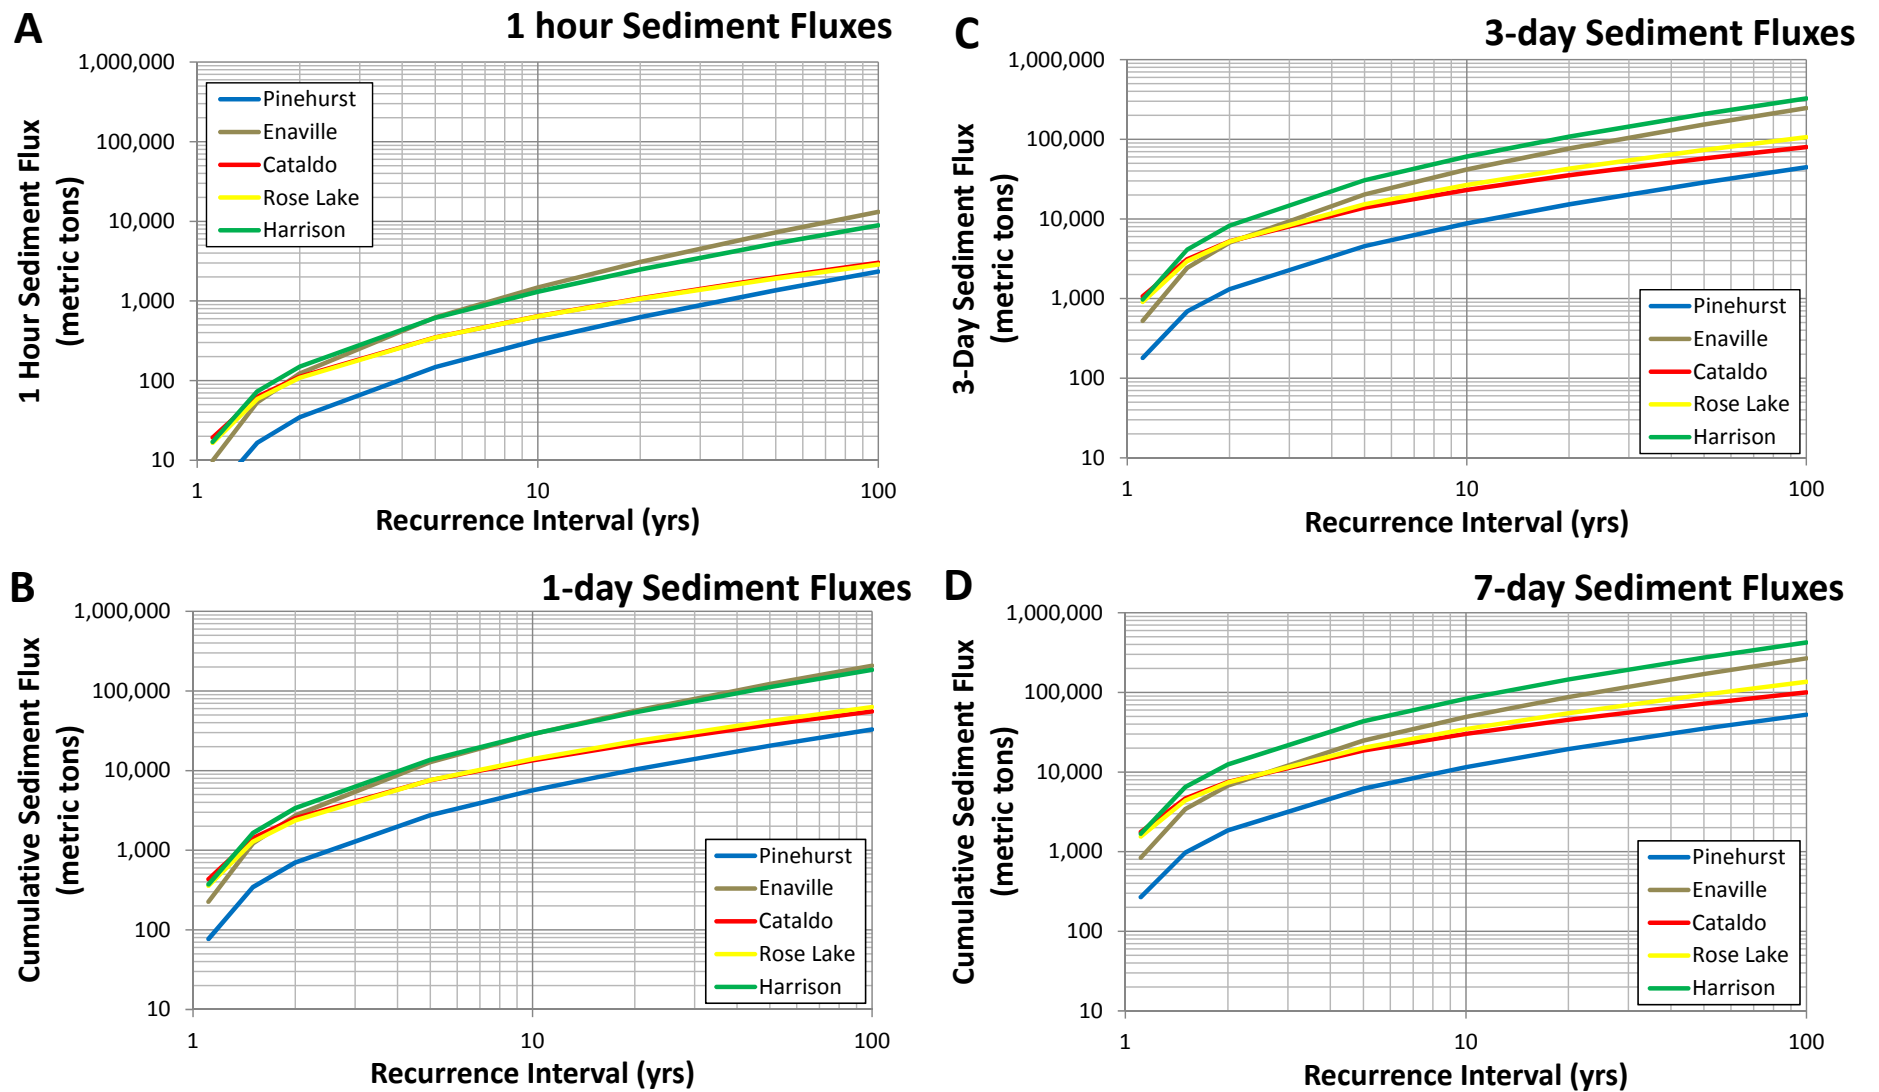 A
1 hour Sediment Fluxes
1 Hour Sediment Flux
(metric tons)
1,000,000
100,000
10,000
1,000
100
10
Pinehurst
Enaville
Cataldo
Rose Lake
Harrison
1
10
100
Recurrence Interval (yrs)
B
1-day Sediment Fluxes
Cumulative Sediment Flux
(metric tons)
1,000,000
100,000
10,000
1,000
100
10
Pinehurst
Enaville
Cataldo
Rose Lake
Harrison
1
10
100
Recurrence Interval (yrs)
C
3-day Sediment Fluxes
3-Day Sediment Flux
(metric tons)
1,000,000
100,000
10,000
1,000
100
10
Pinehurst
Enaville
Cataldo
Rose Lake
Harrison
1
10
100
Recurrence Interval (yrs)
D
7-day Sediment Fluxes
Cumulative Sediment Flux
(metric tons)
1,000,000
100,000
10,000
1,000
100
10
Pinehurst
Enaville
Cataldo
Rose Lake
Harrison
1
10
100
Recurrence Interval (yrs)